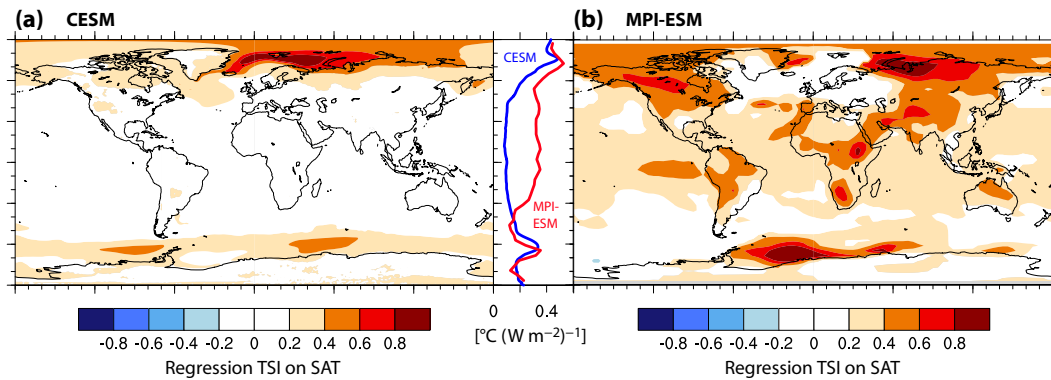 (a) CESM
(b) MPI-ESM
CESM
MPI-
ESM
0 0.4
[°C (W m−2)−1]
-0.8 -0.6 -0.4 -0.2 0 0.2 0.4 0.6 0.8
Regression TSI on SAT
-0.8 -0.6 -0.4 -0.2 0 0.2 0.4 0.6 0.8
Regression TSI on SAT